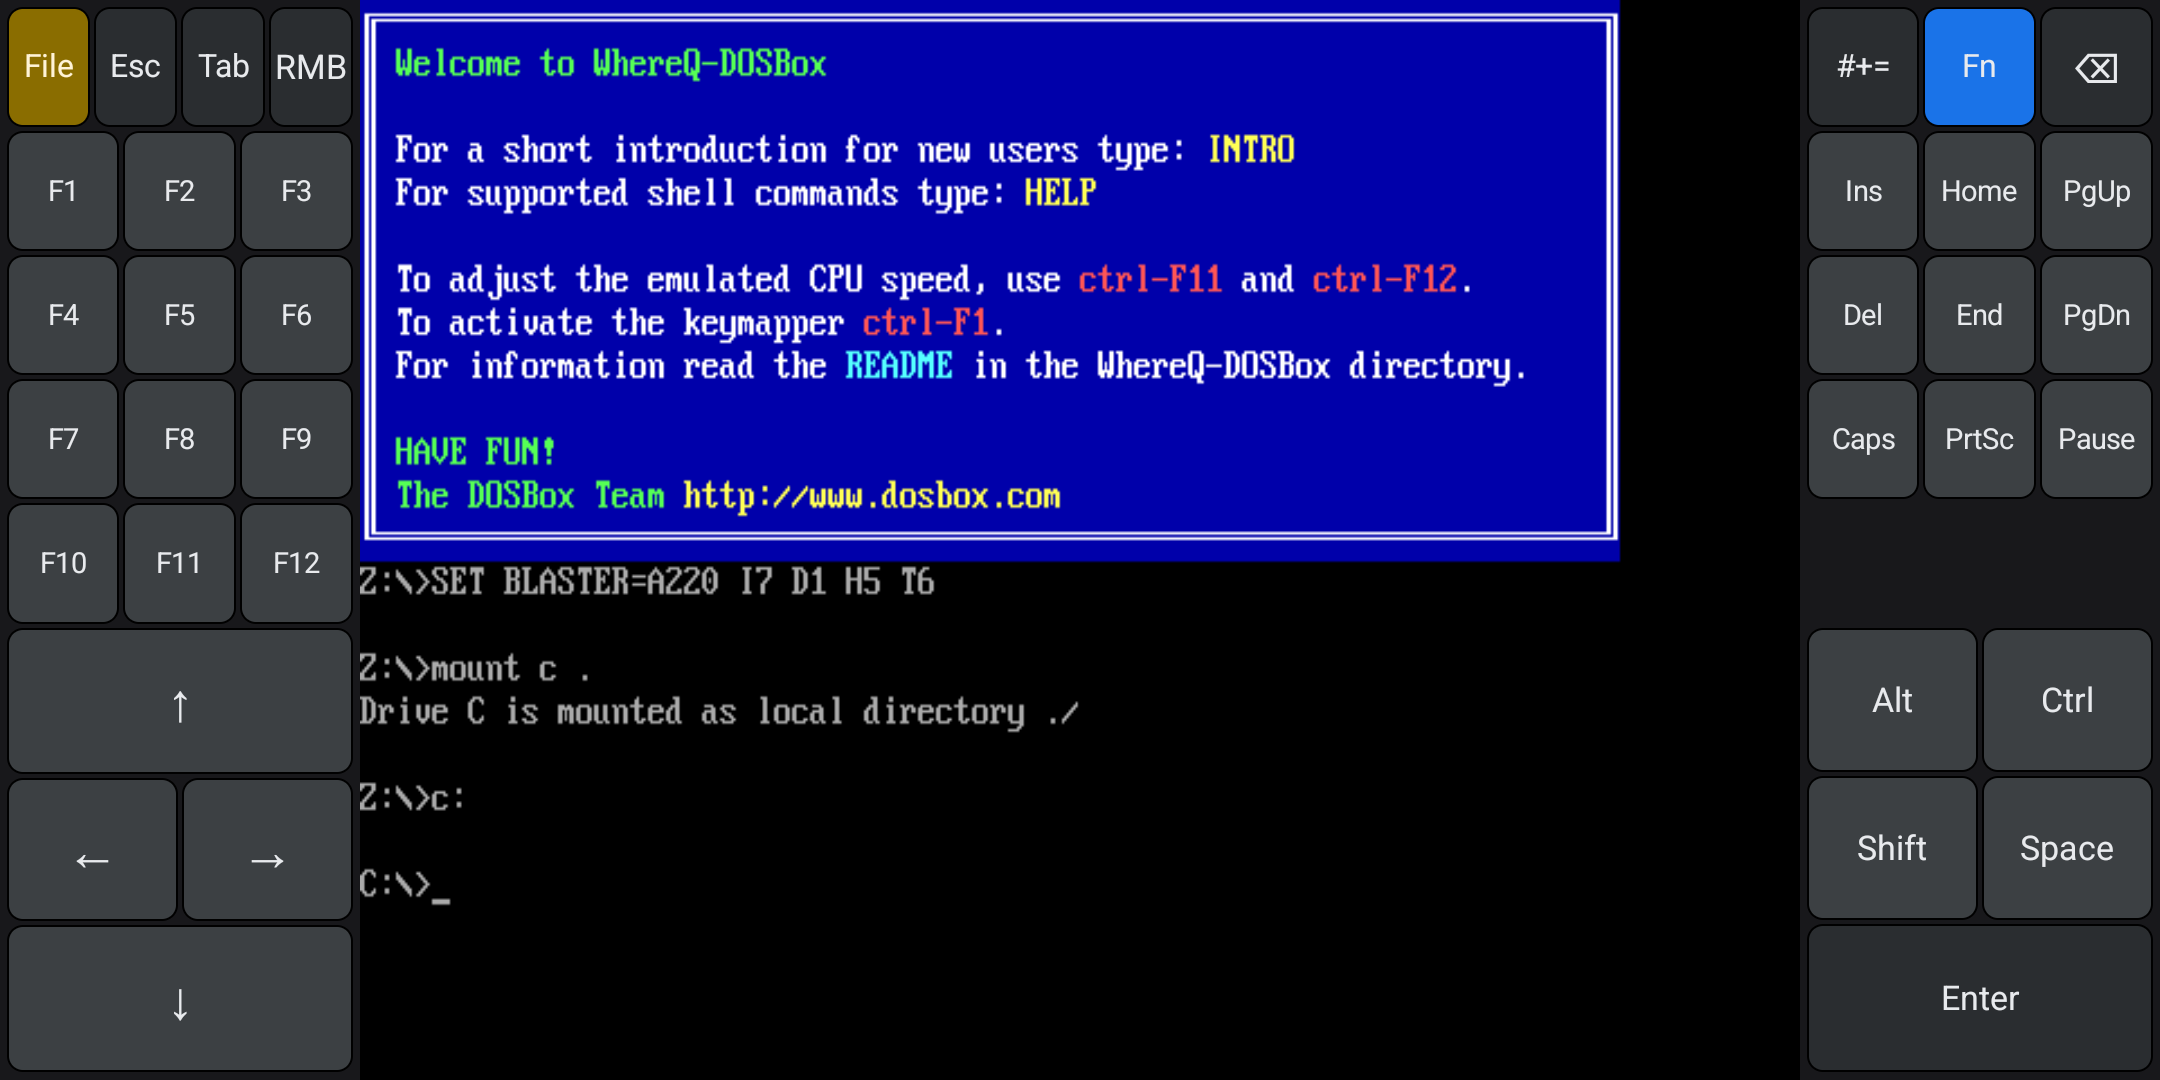 File Esc Tab RMB
F1 F2 F3
F4 F5 F6
F7 F8 F9
F10 F11 F12
↑
← →
↓
Welcome to WhereQ-DOSBox
For a short introduction for new users type: INTRO
For supported shell commands type: HELP
To adjust the emulated CPU speed, use ctrl-F11 and ctrl-F12.
To activate the keymapper ctrl-F1.
For information read the README in the WhereQ-DOSBox directory.
HAVE FUN!
The DOSBox Team http://www.dosbox.com
Z:\>SET BLASTER=A220 I7 D1 H5 T6
Z:\>mount c .
Drive C is mounted as local directory ./
Z:\>c:
C:\>_
#+= Fn
Ins Home PgUp
Del End PgDn
Caps PrtSc Pause
Alt Ctrl
Shift Space
Enter